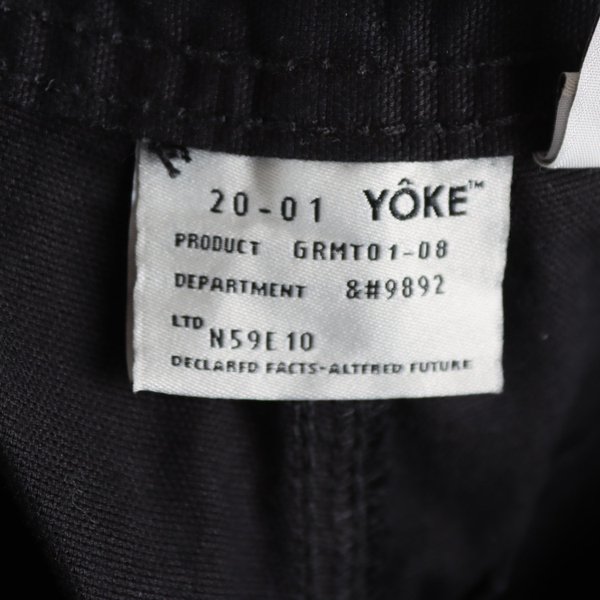 20-01 YÔKE™
PRODUCT GRMT01-08
DEPARTMENT &#9892
LTD N59E10
DECLARED FACTS-ALTERED FUTURE